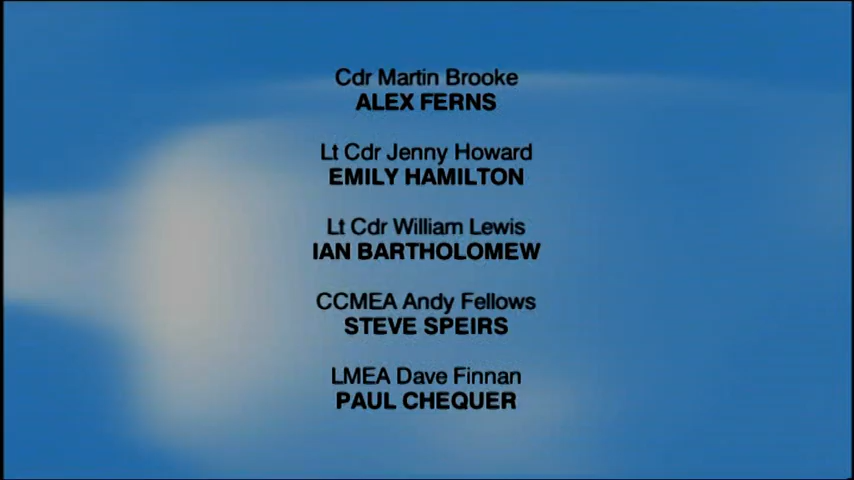 Cdr Martin Brooke
ALEX FERNS
Lt Cdr Jenny Howard
EMILY HAMILTON
Lt Cdr William Lewis
IAN BARTHOLOMEW
CCMEA Andy Fellows
STEVE SPEIRS
LMEA Dave Finnan
PAUL CHEQUER